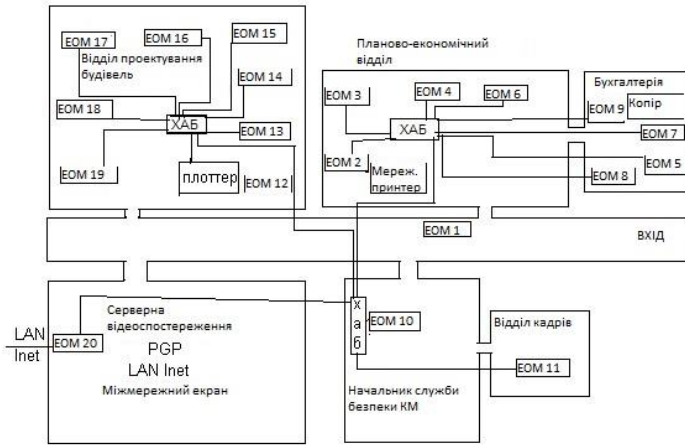 ЕОМ 17
ЕОМ 16
ЕОМ 15
Відділ проектування
будівель
ЕОМ 14
ЕОМ 18
ХАБ
ЕОМ 13
ЕОМ 19
плоттер
ЕОМ 12
Планово-економічний
відділ
ЕОМ 3
ЕОМ 4
ЕОМ 6
ХАБ
ЕОМ 2
Мереж.
принтер
Бухгалтерія
ЕОМ 9
Копір
ЕОМ 7
ЕОМ 5
ЕОМ 8
ЕОМ 1
ВХІД
Серверна
відеоспостереження
LAN
Inet
ЕОМ 20
PGP
LAN Inet
Міжмережний екран
х
а
б
ЕОМ 10
Начальник служби
безпеки КМ
Відділ кадрів
ЕОМ 11